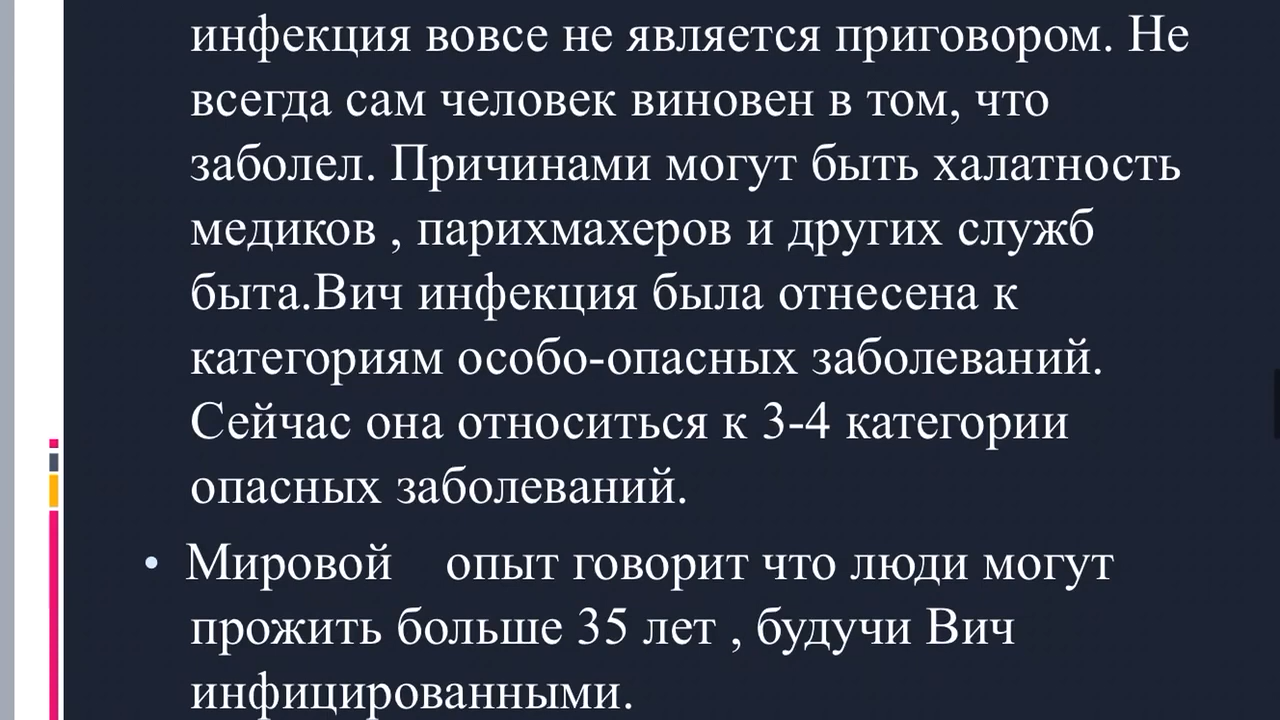 инфекция вовсе не является приговором. Не
всегда сам человек виновен в том, что
заболел. Причинами могут быть халатность
медиков , парихмахеров и других служб
быта.Вич инфекция была отнесена к
категориям особо-опасных заболеваний.
Сейчас она относиться к 3-4 категории
опасных заболеваний.
• Мировой опыт говорит что люди могут
прожить больше 35 лет , будучи Вич
инфицированными.